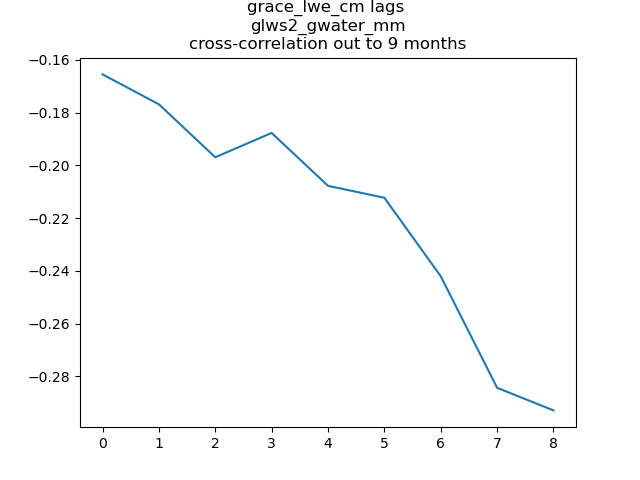 grace_lwe_cm lags
glws2_gwater_mm
cross-correlation out to 9 months
−0.16
−0.18
−0.20
−0.22
−0.24
−0.26
−0.28
0 1 2 3 4 5 6 7 8